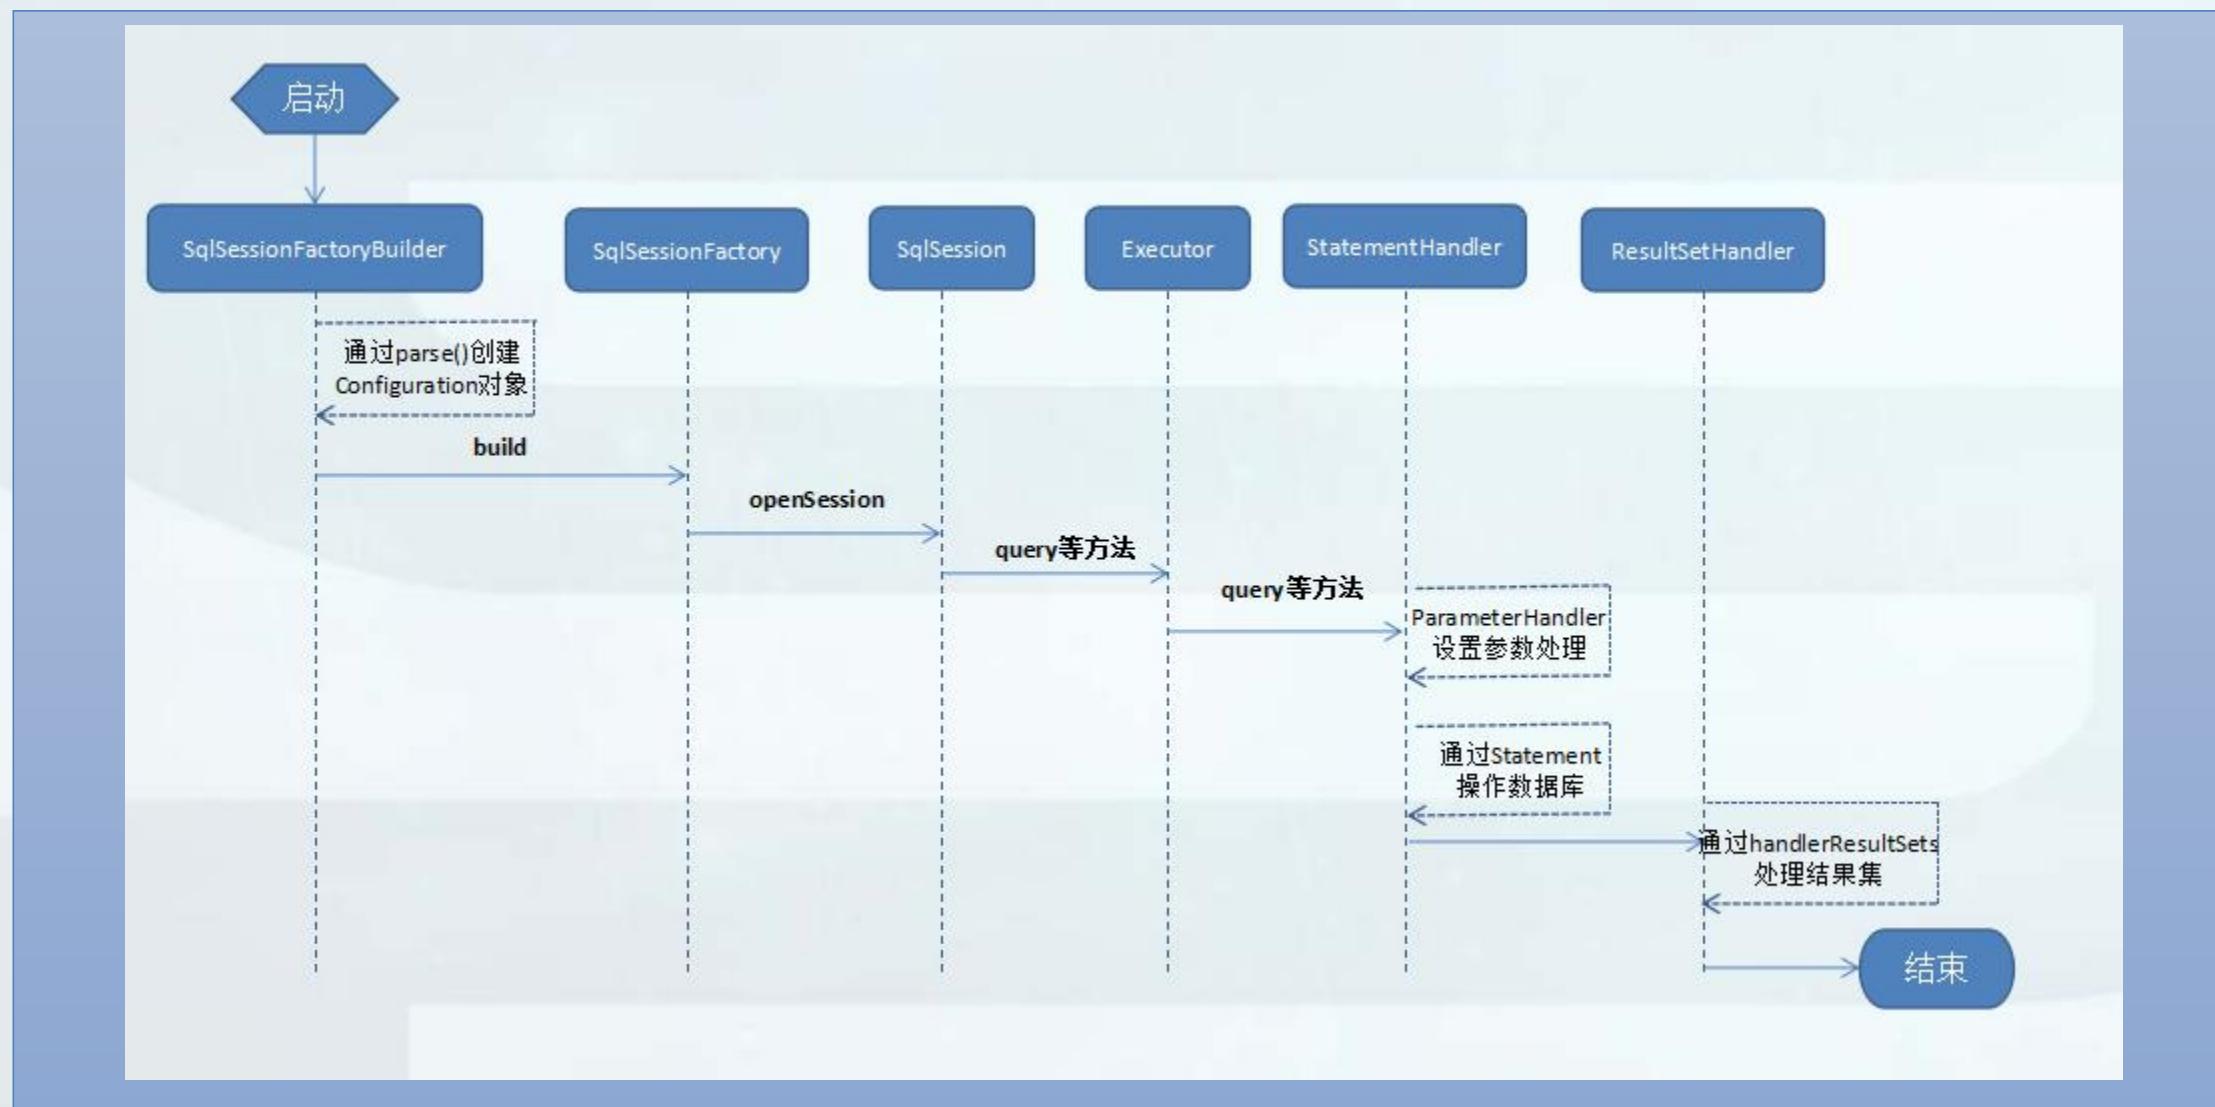 启动
SqlSessionFactoryBuilder
SqlSessionFactory
SqlSession
Executor
StatementHandler
ResultSetHandler
通过parse()创建
Configuration对象
build
openSession
query等方法
query等方法
ParameterHandler
设置参数处理
通过Statement
操作数据库
通过handlerResultSets
处理结果集
结束